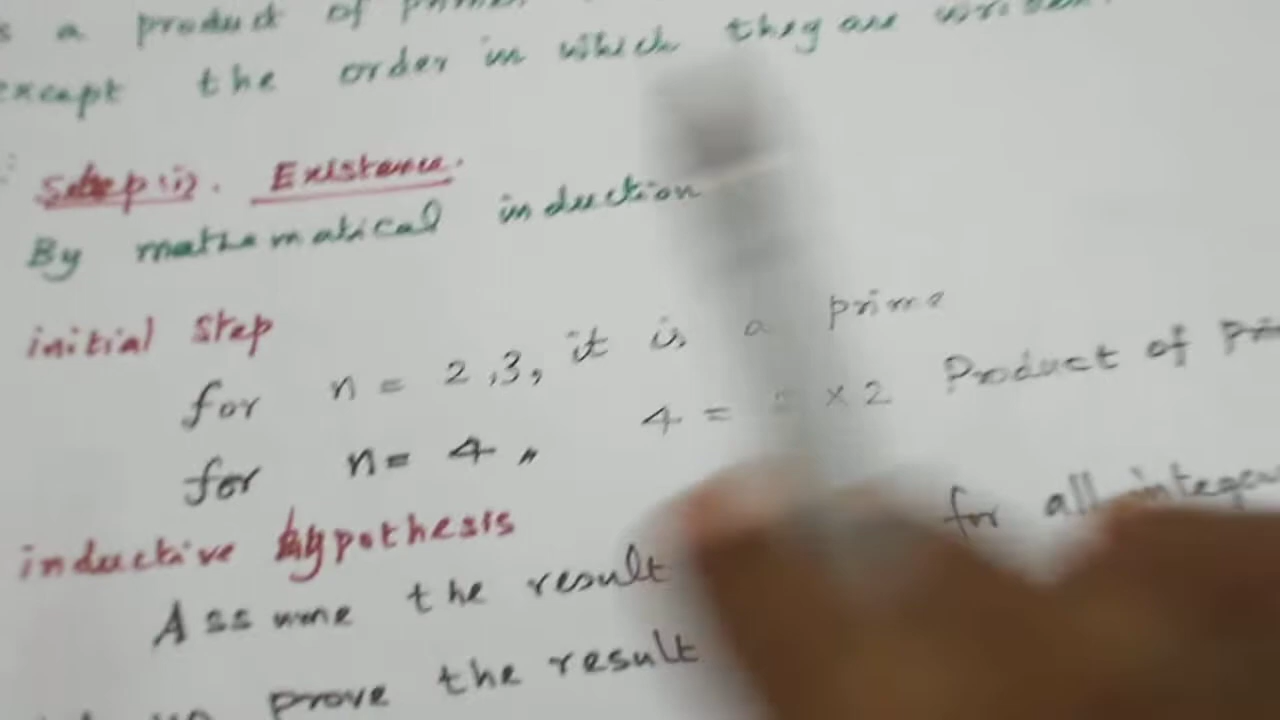 a product of
except the order in which they are
Step (i). Existance.
By mathematical induction
initial step
for n = 2,3, it is a prime
for n = 4, 4 = × 2 Product of
inductive hypothesis
Assume the result for all
prove the result